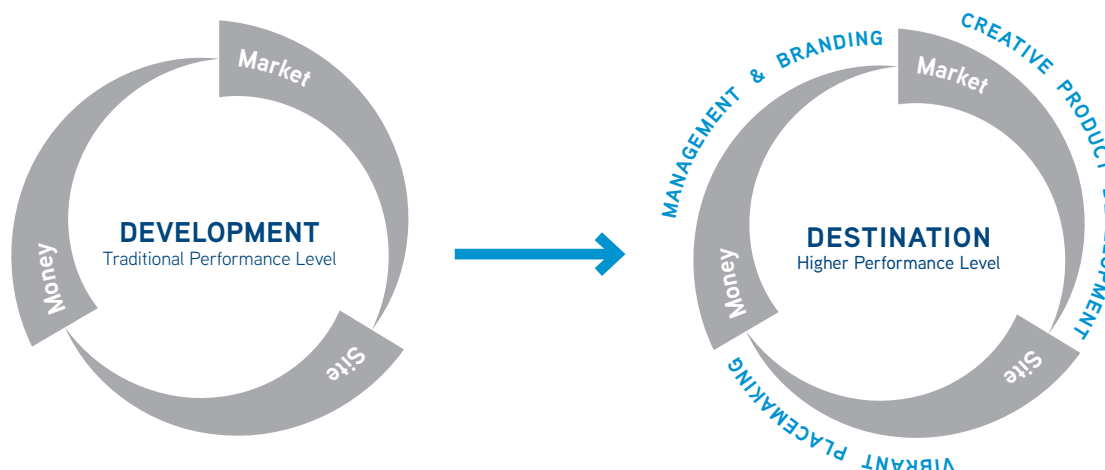 Market
DEVELOPMENT
Traditional Performance Level
Money
Site
MANAGEMENT & BRANDING
CREATIVE PRODUCT DEVELOPMENT
Market
DESTINATION
Higher Performance Level
Money
Site
VIBRANT PLACEMAKING